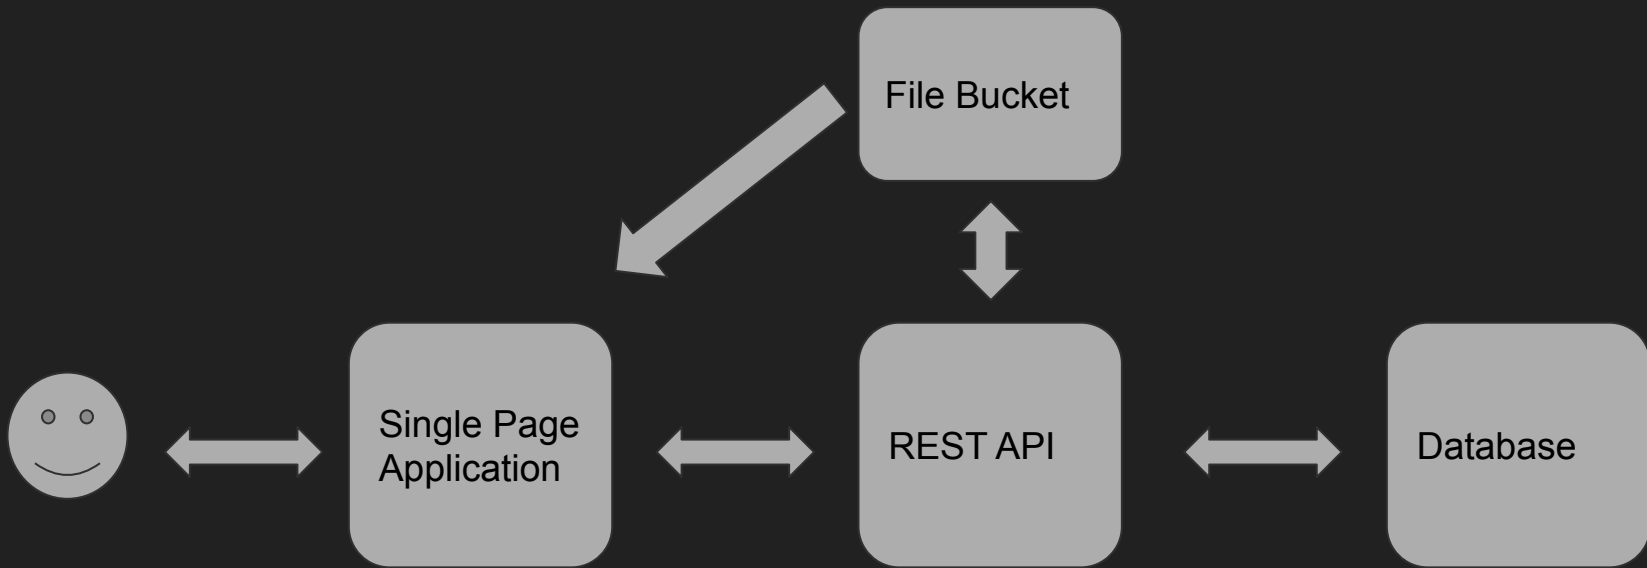 File Bucket
Single Page
Application
REST API
Database